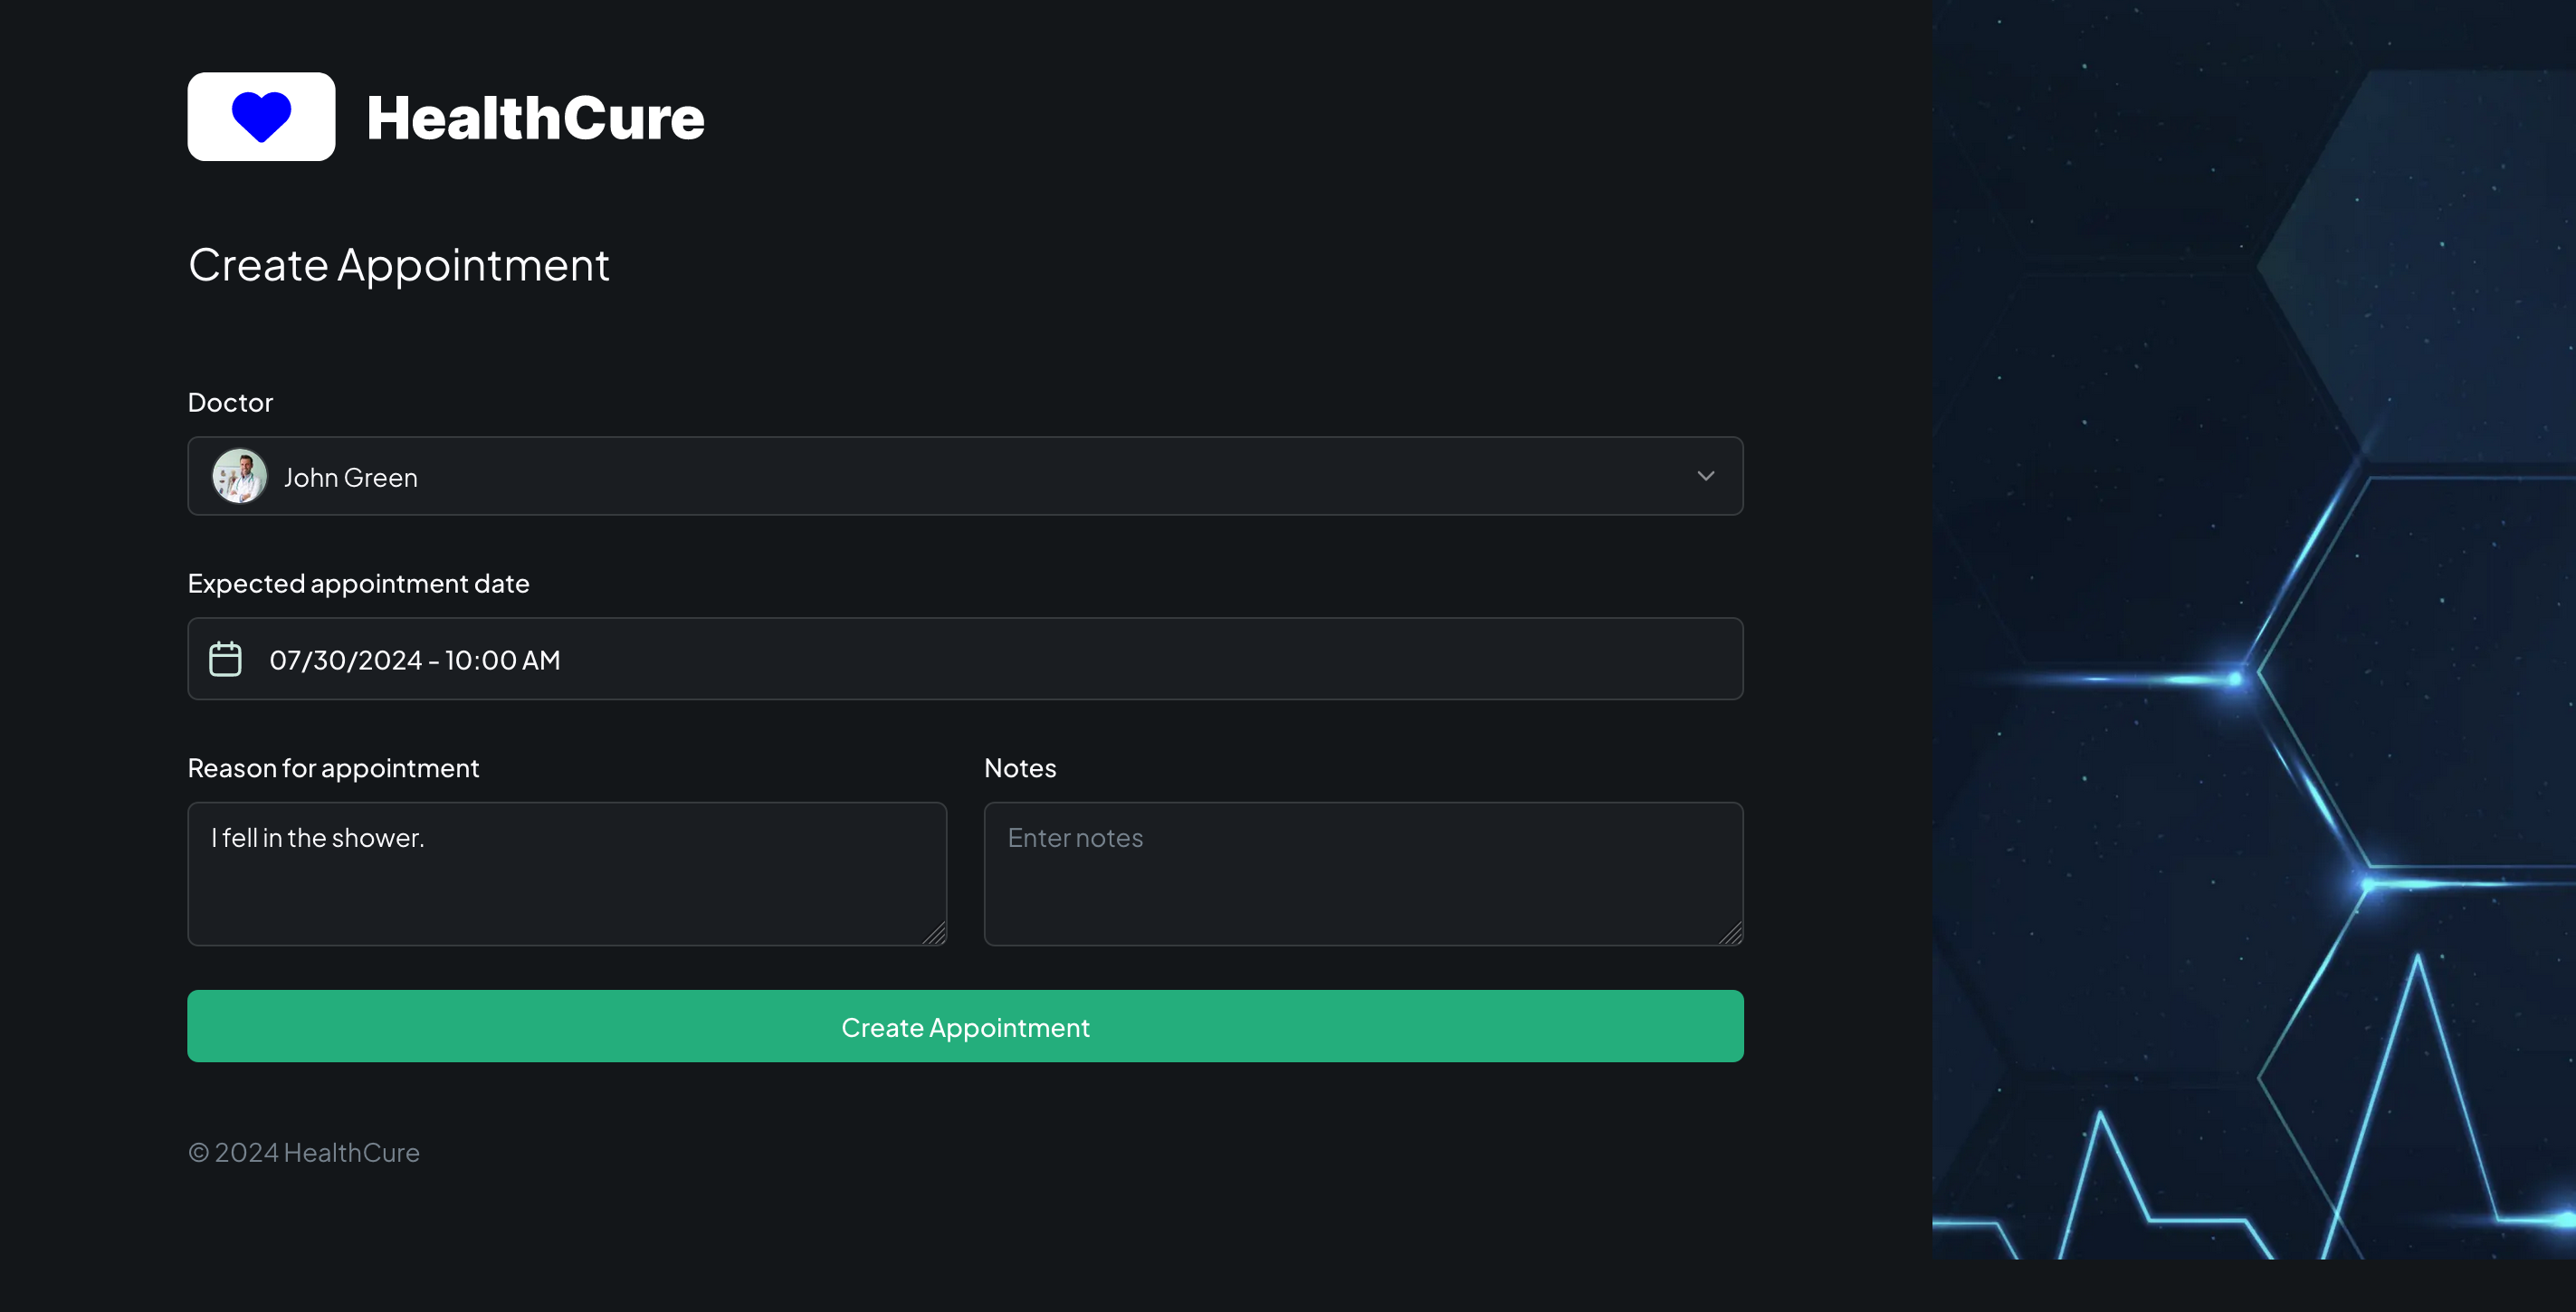 HealthCure
Create Appointment
Doctor
John Green
Expected appointment date
07/30/2024 - 10:00 AM
Reason for appointment
I fell in the shower.
Notes
Enter notes
Create Appointment
© 2024 HealthCure